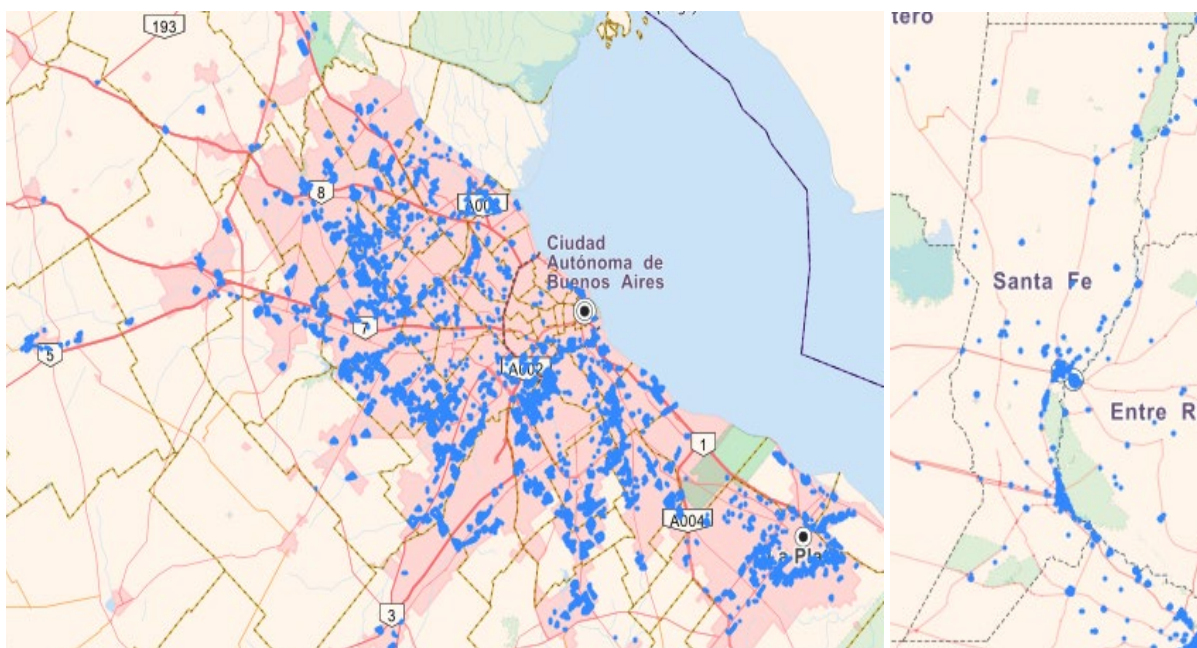 193
8
A00
Ciudad
Autónoma de
Buenos Aires
7
5
A002
1
A004
3
tero
Santa Fe
Entre R